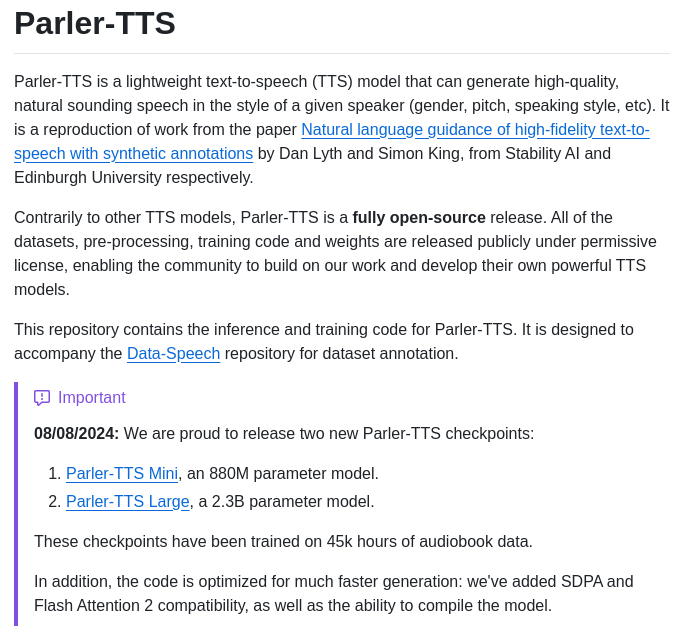 Parler-TTS
Parler-TTS is a lightweight text-to-speech (TTS) model that can generate high-quality,
natural sounding speech in the style of a given speaker (gender, pitch, speaking style, etc). It
is a reproduction of work from the paper Natural language guidance of high-fidelity text-to-
speech with synthetic annotations by Dan Lyth and Simon King, from Stability AI and
Edinburgh University respectively.
Contrarily to other TTS models, Parler-TTS is a fully open-source release. All of the
datasets, pre-processing, training code and weights are released publicly under permissive
license, enabling the community to build on our work and develop their own powerful TTS
models.
This repository contains the inference and training code for Parler-TTS. It is designed to
accompany the Data-Speech repository for dataset annotation.
Important
08/08/2024: We are proud to release two new Parler-TTS checkpoints:
1. Parler-TTS Mini, an 880M parameter model.
2. Parler-TTS Large, a 2.3B parameter model.
These checkpoints have been trained on 45k hours of audiobook data.
In addition, the code is optimized for much faster generation: we've added SDPA and
Flash Attention 2 compatibility, as well as the ability to compile the model.